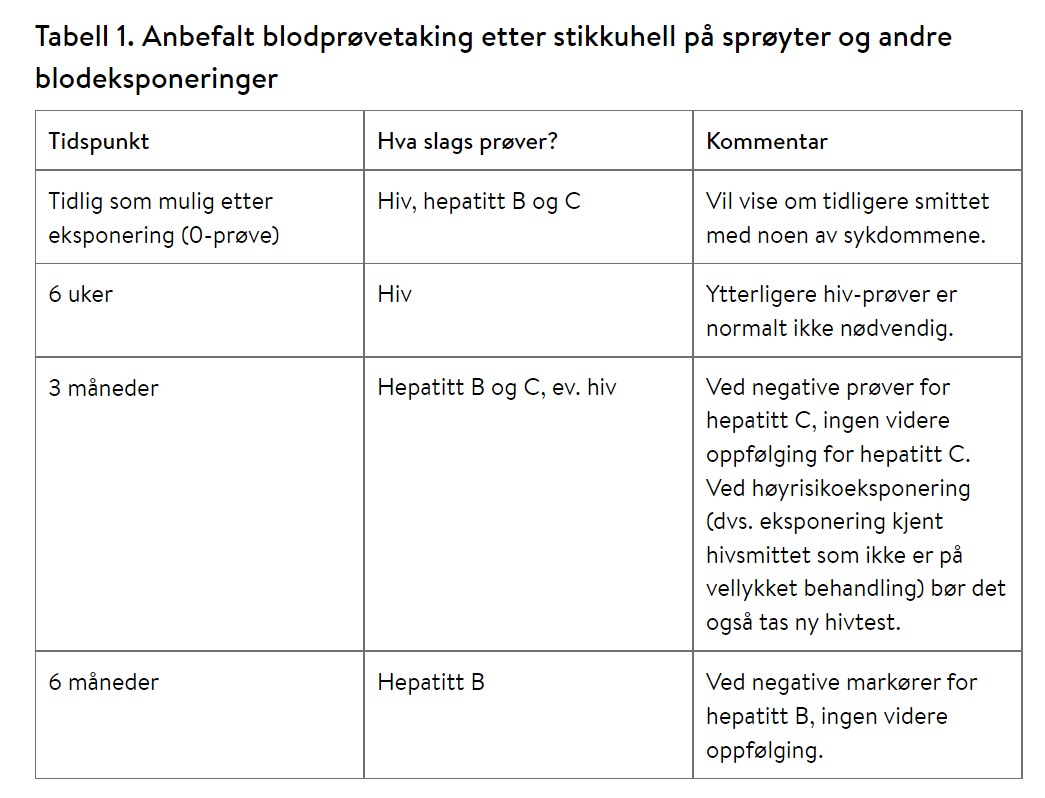 Tabell 1. Anbefalt blodprøvetaking etter stikkuhell på sprøyter og andre
blodeksponeringer
Tidspunkt
Hva slags prøver?
Kommentar
Tidlig som mulig etter
eksponering (0-prøve)
Hiv, hepatitt B og C
Vil vise om tidligere smittet
med noen av sykdommene.
6 uker
Hiv
Ytterligere hiv-prøver er
normalt ikke nødvendig.
3 måneder
Hepatitt B og C, ev. hiv
Ved negative prøver for
hepatitt C, ingen videre
oppfølging for hepatitt C.
Ved høyrisikoeksponering
(dvs. eksponering kjent
hivsmittet som ikke er på
vellykket behandling) bør det
også tas ny hivtest.
6 måneder
Hepatitt B
Ved negative markører for
hepatitt B, ingen videre
oppfølging.